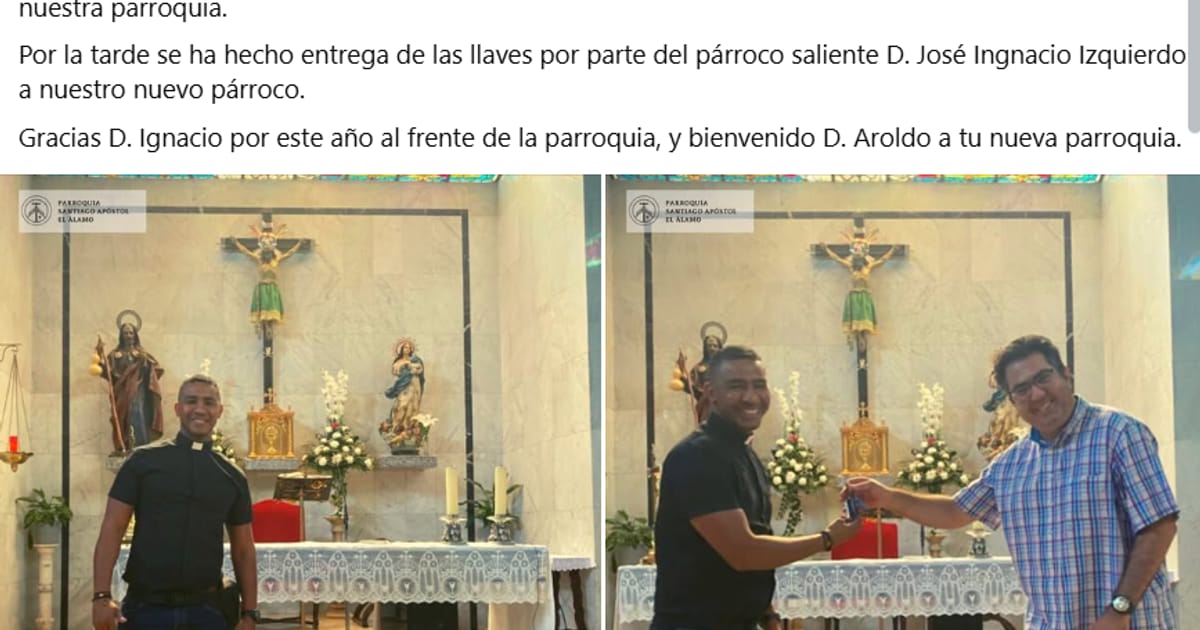 nuestra parroquia.
Por la tarde se ha hecho entrega de las llaves por parte del párroco saliente D. José Ingnacio Izquierdo
a nuestro nuevo párroco.
Gracias D. Ignacio por este año al frente de la parroquia, y bienvenido D. Aroldo a tu nueva parroquia.
PARROQUIA
SANTIAGO APÓSTOL
EL ÁLAMO
PARROQUIA
SANTIAGO APÓSTOL
EL ÁLAMO